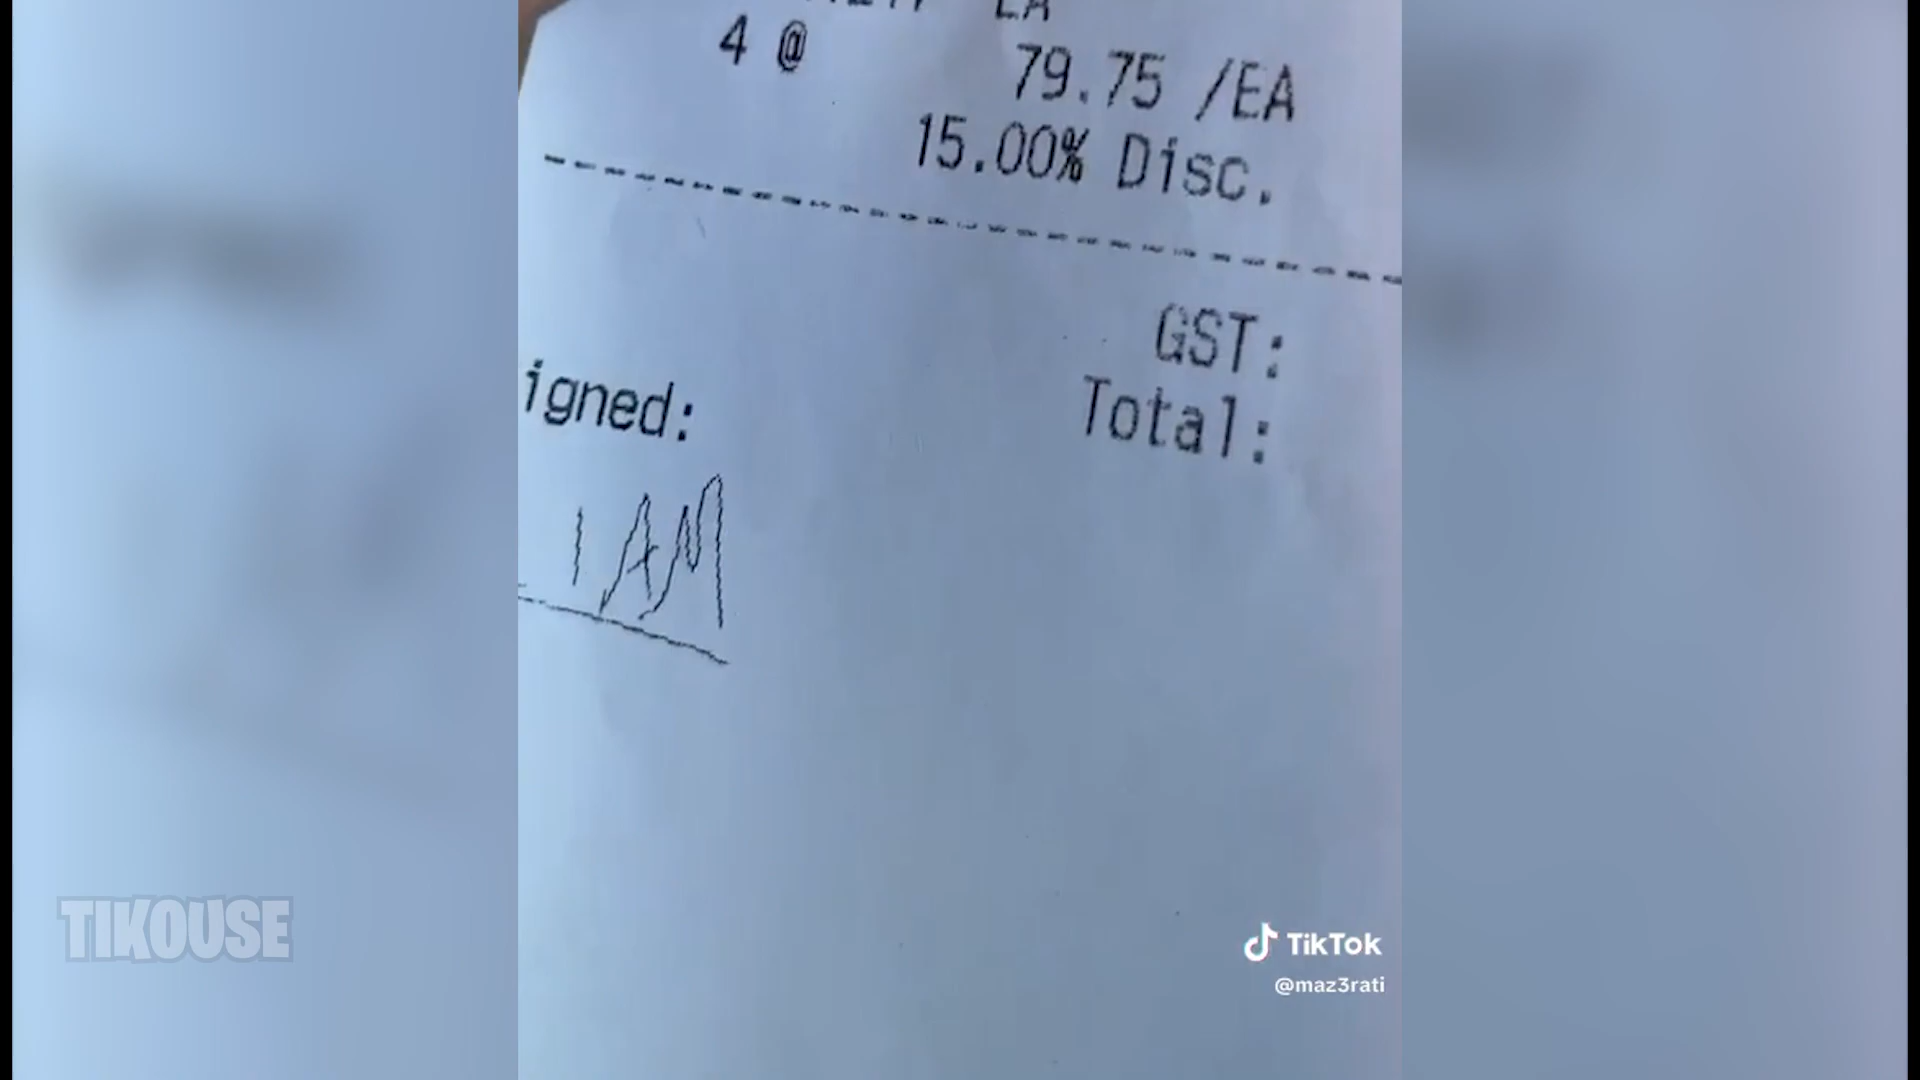 4 @ 79.75 /EA
15.00% Disc.
GST:
Total:
igned:
I AM
TIKOUSE
TikTok
@maz3rati